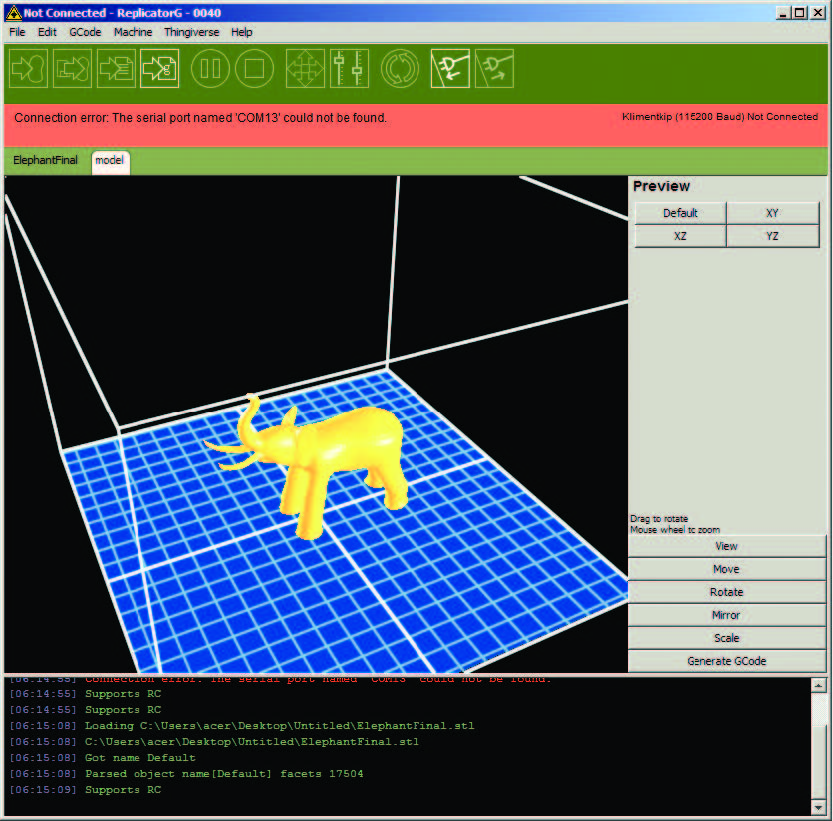 Not Connected - ReplicatorG - 0040
File Edit GCode Machine Thingiverse Help
Connection error: The serial port named 'COM13' could not be found.
Klimentkip (115200 Baud) Not Connected
ElephantFinal model
Preview
Default XY
XZ YZ
Drag to rotate
Mouse wheel to zoom
View
Move
Rotate
Mirror
Scale
Generate GCode
[06:14:55] Connection error: The serial port named 'COM13' could not be found.
[06:14:55] Supports RC
[06:14:55] Supports RC
[06:15:08] Loading C:\Users\acer\Desktop\Untitled\ElephantFinal.stl
[06:15:08] C:\Users\acer\Desktop\Untitled\ElephantFinal.stl
[06:15:08] Got name Default
[06:15:08] Parsed object name[Default] facets 17504
[06:15:09] Supports RC